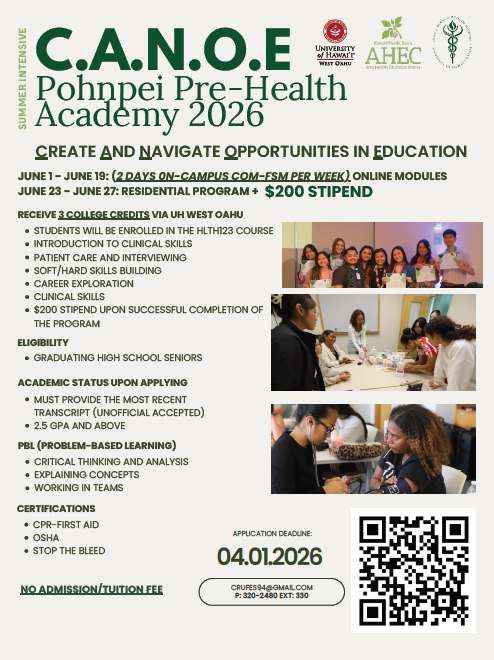 SUMMER INTENSIVE
C.A.N.O.E
UNIVERSITY
OF HAWAI'I
WEST O'AHU
AHEC
Pohnpei Pre-Health
Academy 2026
CREATE AND NAVIGATE OPPORTUNITIES IN EDUCATION
JUNE 1 - JUNE 19: (2 DAYS 0N-CAMPUS COM-FSM PER WEEK) ONLINE MODULES
JUNE 23 - JUNE 27: RESIDENTIAL PROGRAM + $200 STIPEND
RECEIVE 3 COLLEGE CREDITS VIA UH WEST OAHU
• STUDENTS WILL BE ENROLLED IN THE HLTH123 COURSE
• INTRODUCTION TO CLINICAL SKILLS
• PATIENT CARE AND INTERVIEWING
• SOFT/HARD SKILLS BUILDING
• CAREER EXPLORATION
• CLINICAL SKILLS
• $200 STIPEND UPON SUCCESSFUL COMPLETION OF
THE PROGRAM
ELIGIBILITY
• GRADUATING HIGH SCHOOL SENIORS
ACADEMIC STATUS UPON APPLYING
• MUST PROVIDE THE MOST RECENT
TRANSCRIPT (UNOFFICIAL ACCEPTED)
• 2.5 GPA AND ABOVE
PBL (PROBLEM-BASED LEARNING)
• CRITICAL THINKING AND ANALYSIS
• EXPLAINING CONCEPTS
• WORKING IN TEAMS
CERTIFICATIONS
• CPR-FIRST AID
• OSHA
• STOP THE BLEED
NO ADMISSION/TUITION FEE
APPLICATION DEADLINE:
04.01.2026
CRUFES94@GMAIL.COM
P: 320-2480 EXT: 330